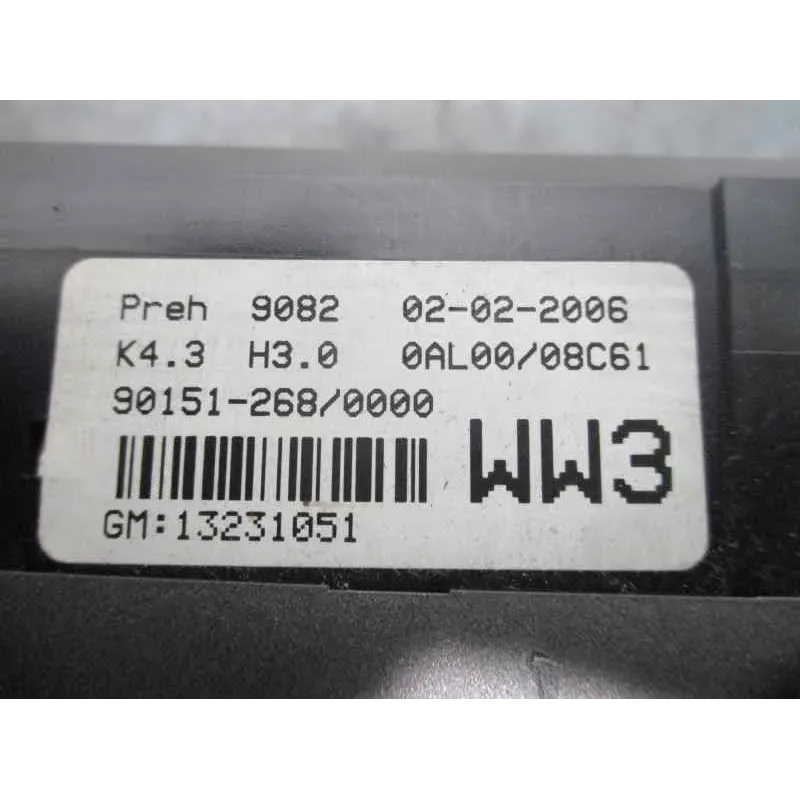 Preh 9082 02-02-2006
K4.3 H3.0 0AL00/08C61
90151-268/0000
WW3
GM:13231051